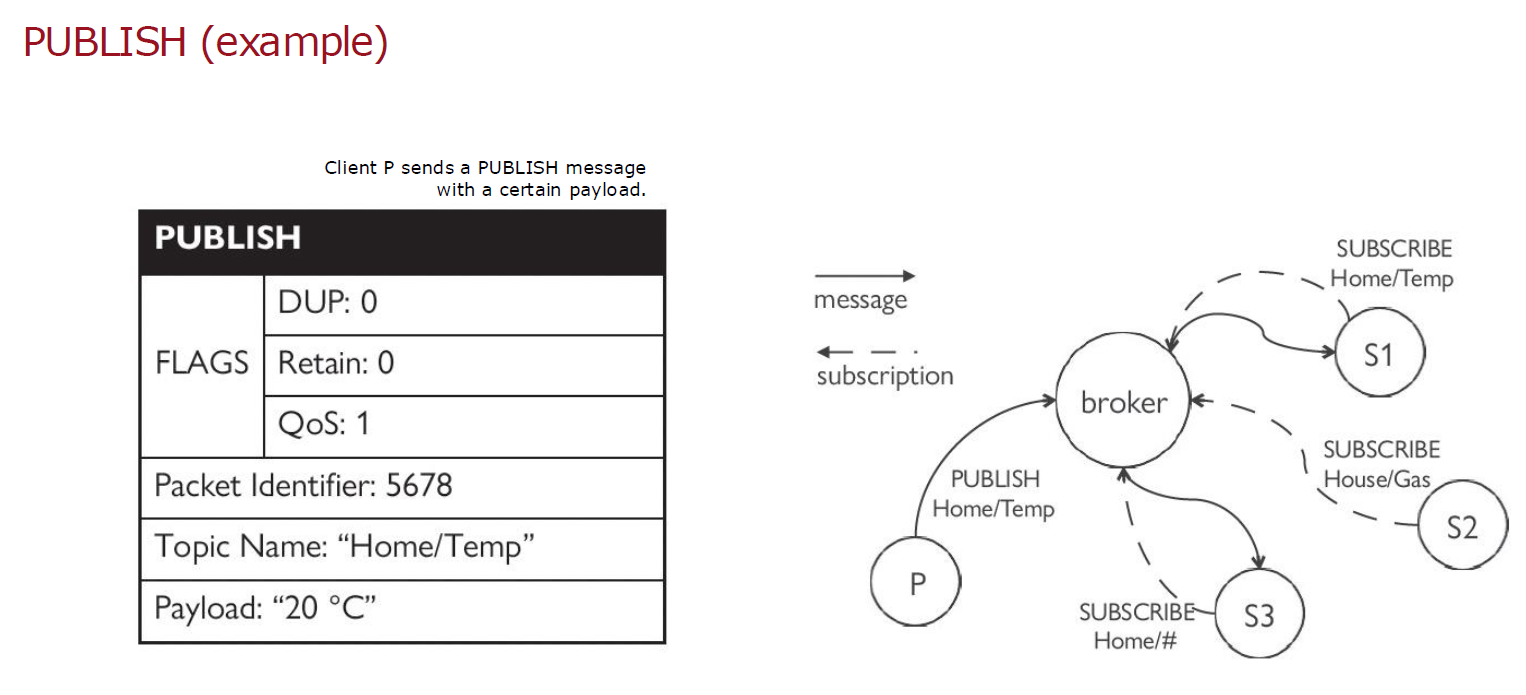 PUBLISH (example)
Client P sends a PUBLISH message
with a certain payload.
PUBLISH
FLAGS
DUP: 0
Retain: 0
QoS: 1
Packet Identifier: 5678
Topic Name: “Home/Temp”
Payload: “20 °C”
message
subscription
broker
PUBLISH
Home/Temp
P
SUBSCRIBE
Home/Temp
S1
SUBSCRIBE
House/Gas
S2
SUBSCRIBE
Home/#
S3